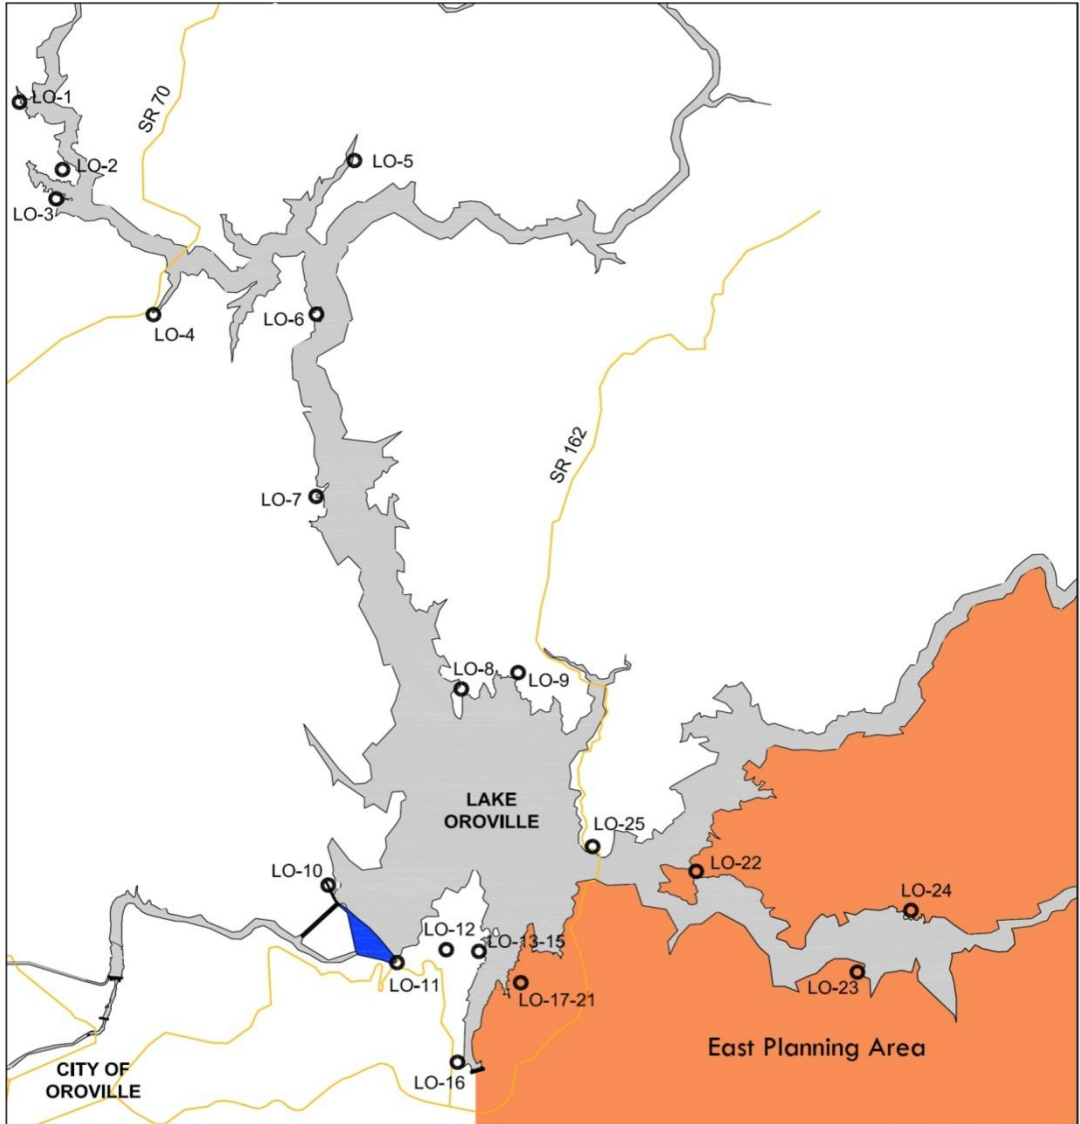 LO-1
SR 70
LO-2
LO-5
LO-3
LO-6
LO-4
SR 162
LO-7
LO-8
LO-9
LAKE
OROVILLE
LO-25
LO-22
LO-10
LO-24
LO-12
LO-13-15
LO-11
LO-23
LO-17-21
East Planning Area
CITY OF
OROVILLE
LO-16